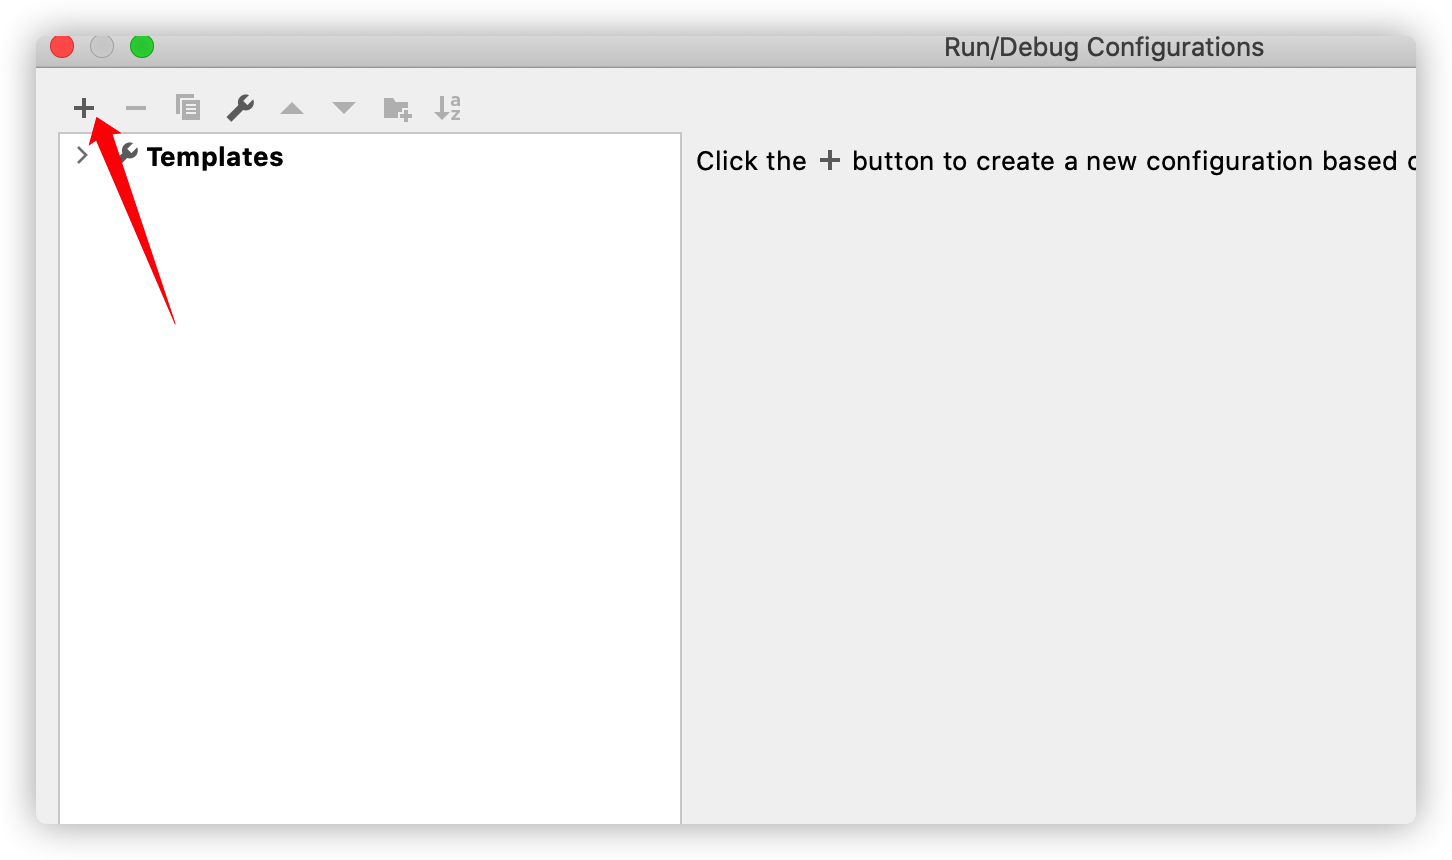 Run/Debug Configurations
Templates
Click the + button to create a new configuration based